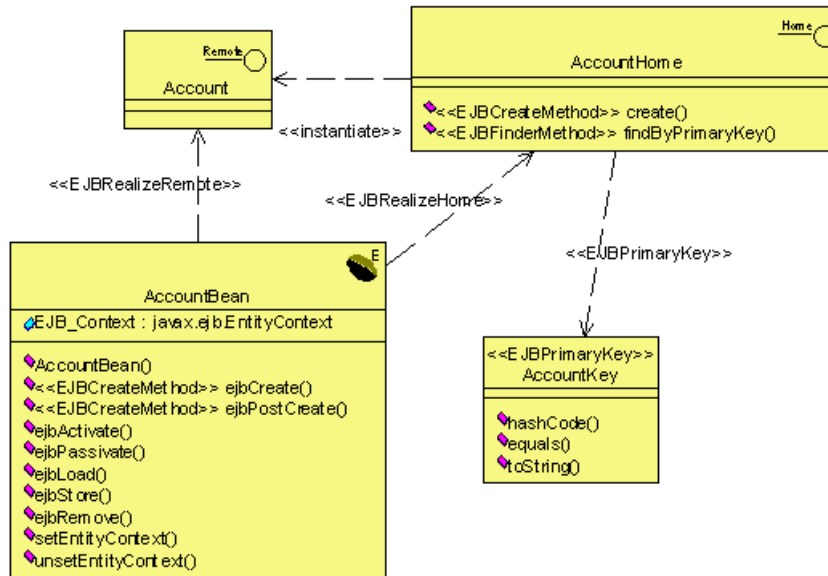 Remote
Account
Home
AccountHome
<<EJBCreateMethod>> create()
<<EJBFinderMethod>> findByPrimaryKey()
<<instantiate>>
<<EJBRealizeRemote>>
<<EJBRealizeHome>>
<<EJBPrimaryKey>>
E
AccountBean
EJB_Context : javax.ejb.EntityContext
AccountBean()
<<EJBCreateMethod>> ejbCreate()
<<EJBCreateMethod>> ejbPostCreate()
ejbActivate()
ejbPassivate()
ejbLoad()
ejbStore()
ejbRemove()
setEntityContext()
unsetEntityContext()
<<EJBPrimaryKey>>
AccountKey
hashCode()
equals()
toString()